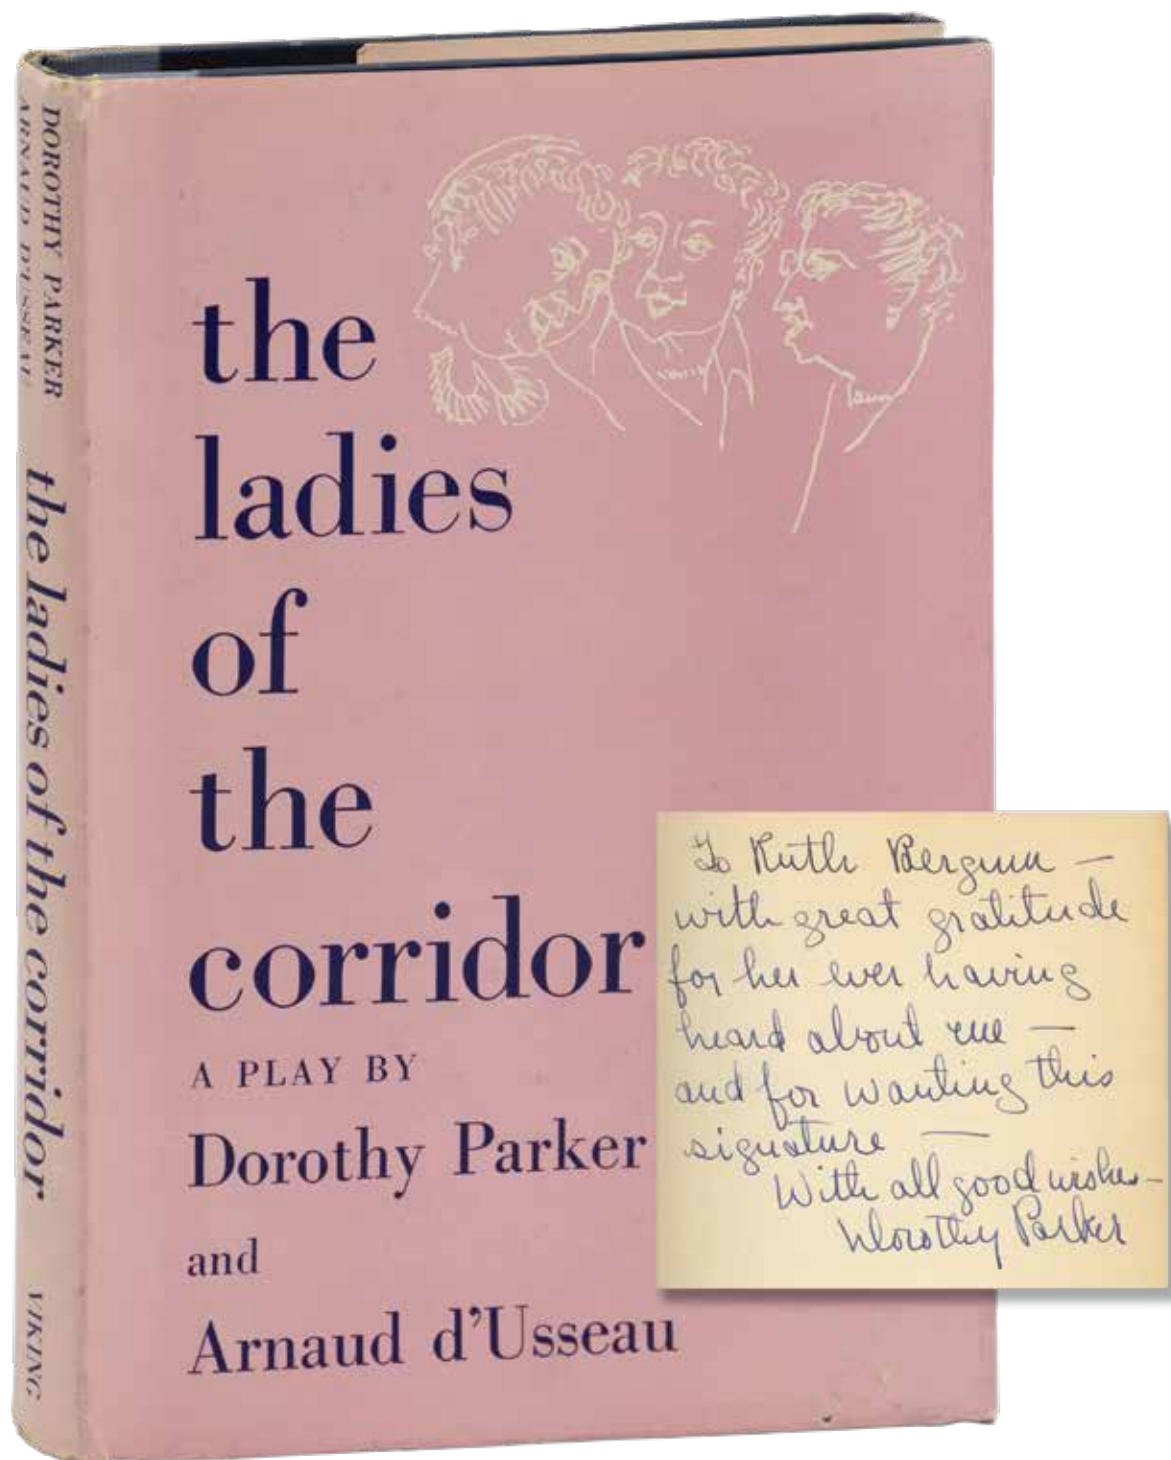 DOROTHY PARKER
ARNAUD D'USSEAU
the ladies of the corridor
VIKING
the
ladies
of
the
corridor
A PLAY BY
Dorothy Parker
and
Arnaud d'Usseau
To Ruth Bergman —
with great gratitude
for her ever having
heard about me —
and for wanting this
signature —
With all good wishes —
Dorothy Parker